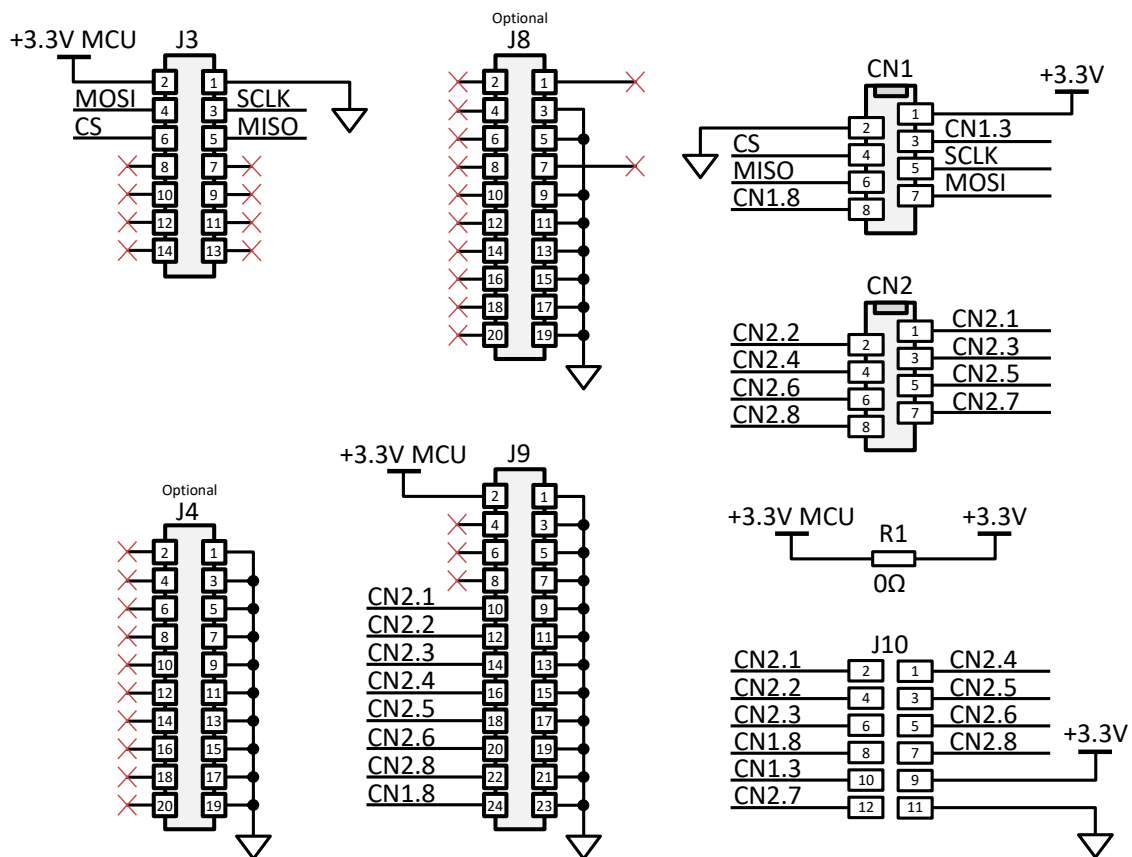 +3.3V MCU
J3
2 1
MOSI 4 3 SCLK
CS 6 5 MISO
8 7
10 9
12 11
14 13
Optional
J8
2 1
4 3
6 5
8 7
10 9
12 11
14 13
16 15
18 17
20 19
CN1
+3.3V
1
2
CN1.3
3
CS
4
SCLK
5
MISO
6
MOSI
7
CN1.8
8
CN2
CN2.1
1
CN2.2
2
CN2.3
3
CN2.4
4
CN2.5
5
CN2.6
6
CN2.7
7
CN2.8
8
Optional
J4
2 1
4 3
6 5
8 7
10 9
12 11
14 13
16 15
18 17
20 19
+3.3V MCU
J9
2 1
4 3
6 5
8 7
CN2.1 10 9
CN2.2 12 11
CN2.3 14 13
CN2.4 16 15
CN2.5 18 17
CN2.6 20 19
CN2.8 22 21
CN1.8 24 23
+3.3V MCU
R1
+3.3V
0Ω
J10
CN2.1 2 1 CN2.4
CN2.2 4 3 CN2.5
CN2.3 6 5 CN2.6
CN1.8 8 7 CN2.8
+3.3V
CN1.3 10 9
CN2.7 12 11